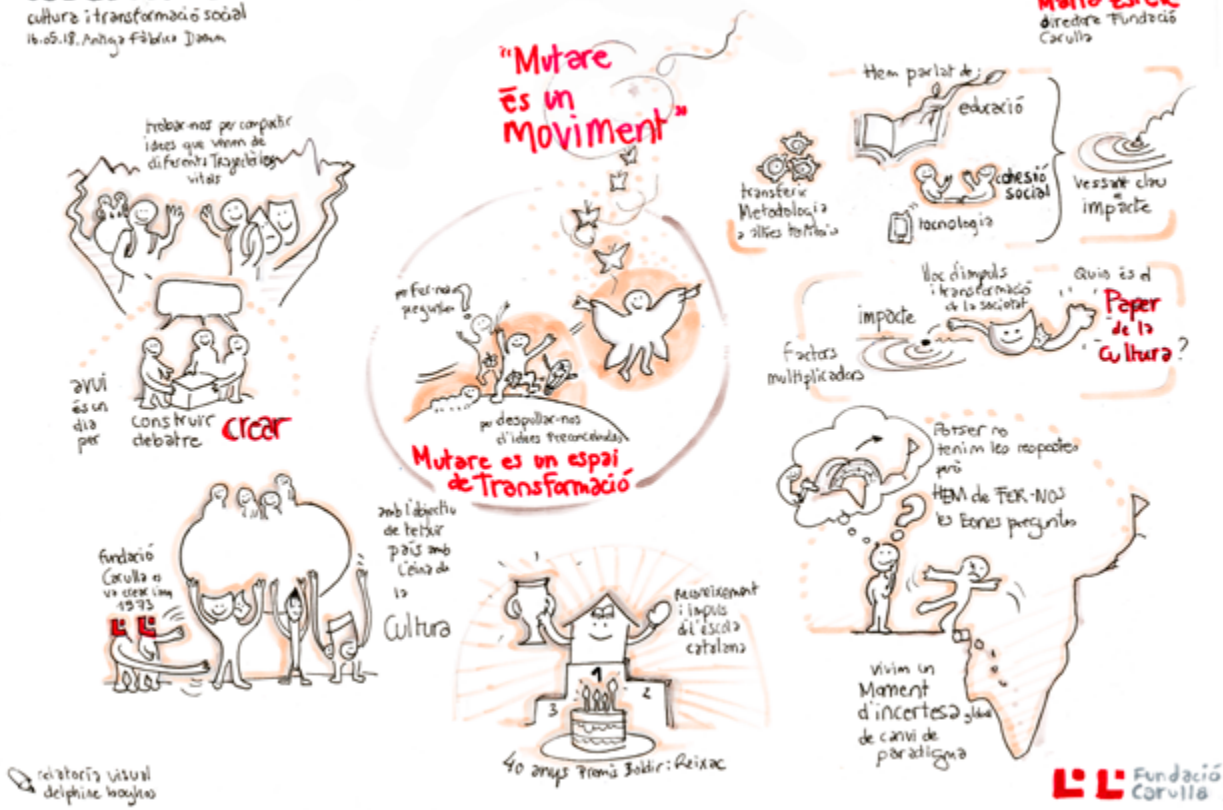 cultura i transformació social
16.05.18. Antiga Fàbrica Damm
directora Fundació
Carulla
"Mutare
és un
Moviment"
trobar-nos per compartir
idees que venen de
diferents Trajectòries
vitals
avui
és un
dia
per
construir
debatre
crear
per fer-nos
preguntes
per despullar-nos
d'idees Preconcebudes
Mutare es un espai
de Transformació
Hem parlat de:
educació
cohesió
social
tecnologia
transferir
Metodologia
a altres
Vessant clau
impacte
lloc d'impuls
i transformació
de la societat
impacte
Factors
multiplicadors
Quin és el
Paper
de la
Cultura?
Potser no
tenim les respostes
però
HEM de FER-NOS
les Bones preguntes
vivim un
Moment
d'incertesa global
de canvi de
paradigma
Fundació
Carulla es
va crear
1973
amb l'objectiu
de teixir
país amb
l'eina de
la
Cultura
Reconeixement
i impuls
de l'escola
catalana
1
2
3
40 anys Premis Baldiri Reixac
relatoria visual
delphine
Fundació
Carulla